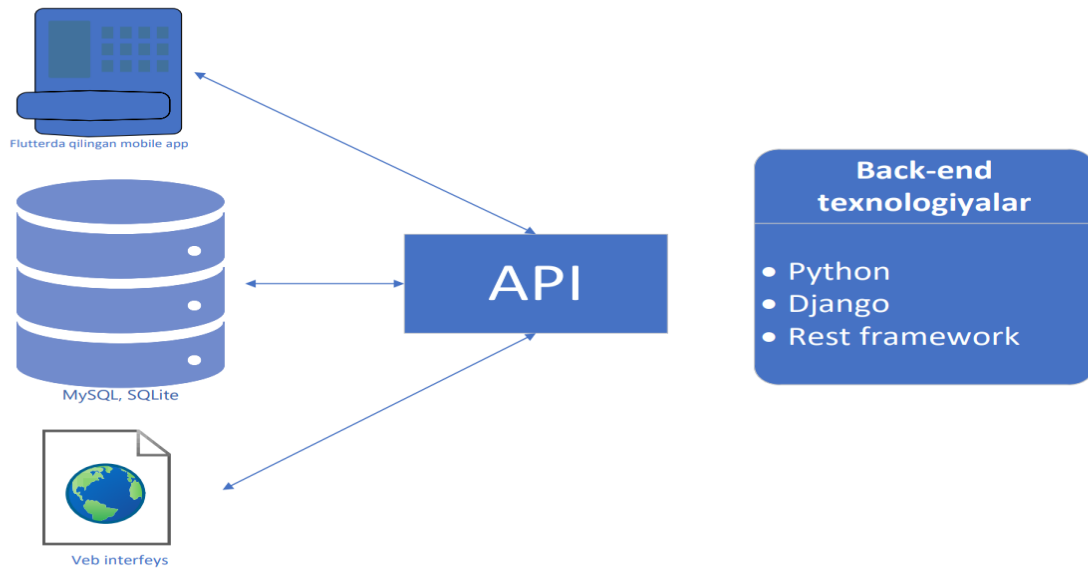 Flutterda qilingan mobile app
MySQL, SQLite
Veb interfeys
API
Back-end
texnologiyalar
• Python
• Django
• Rest framework